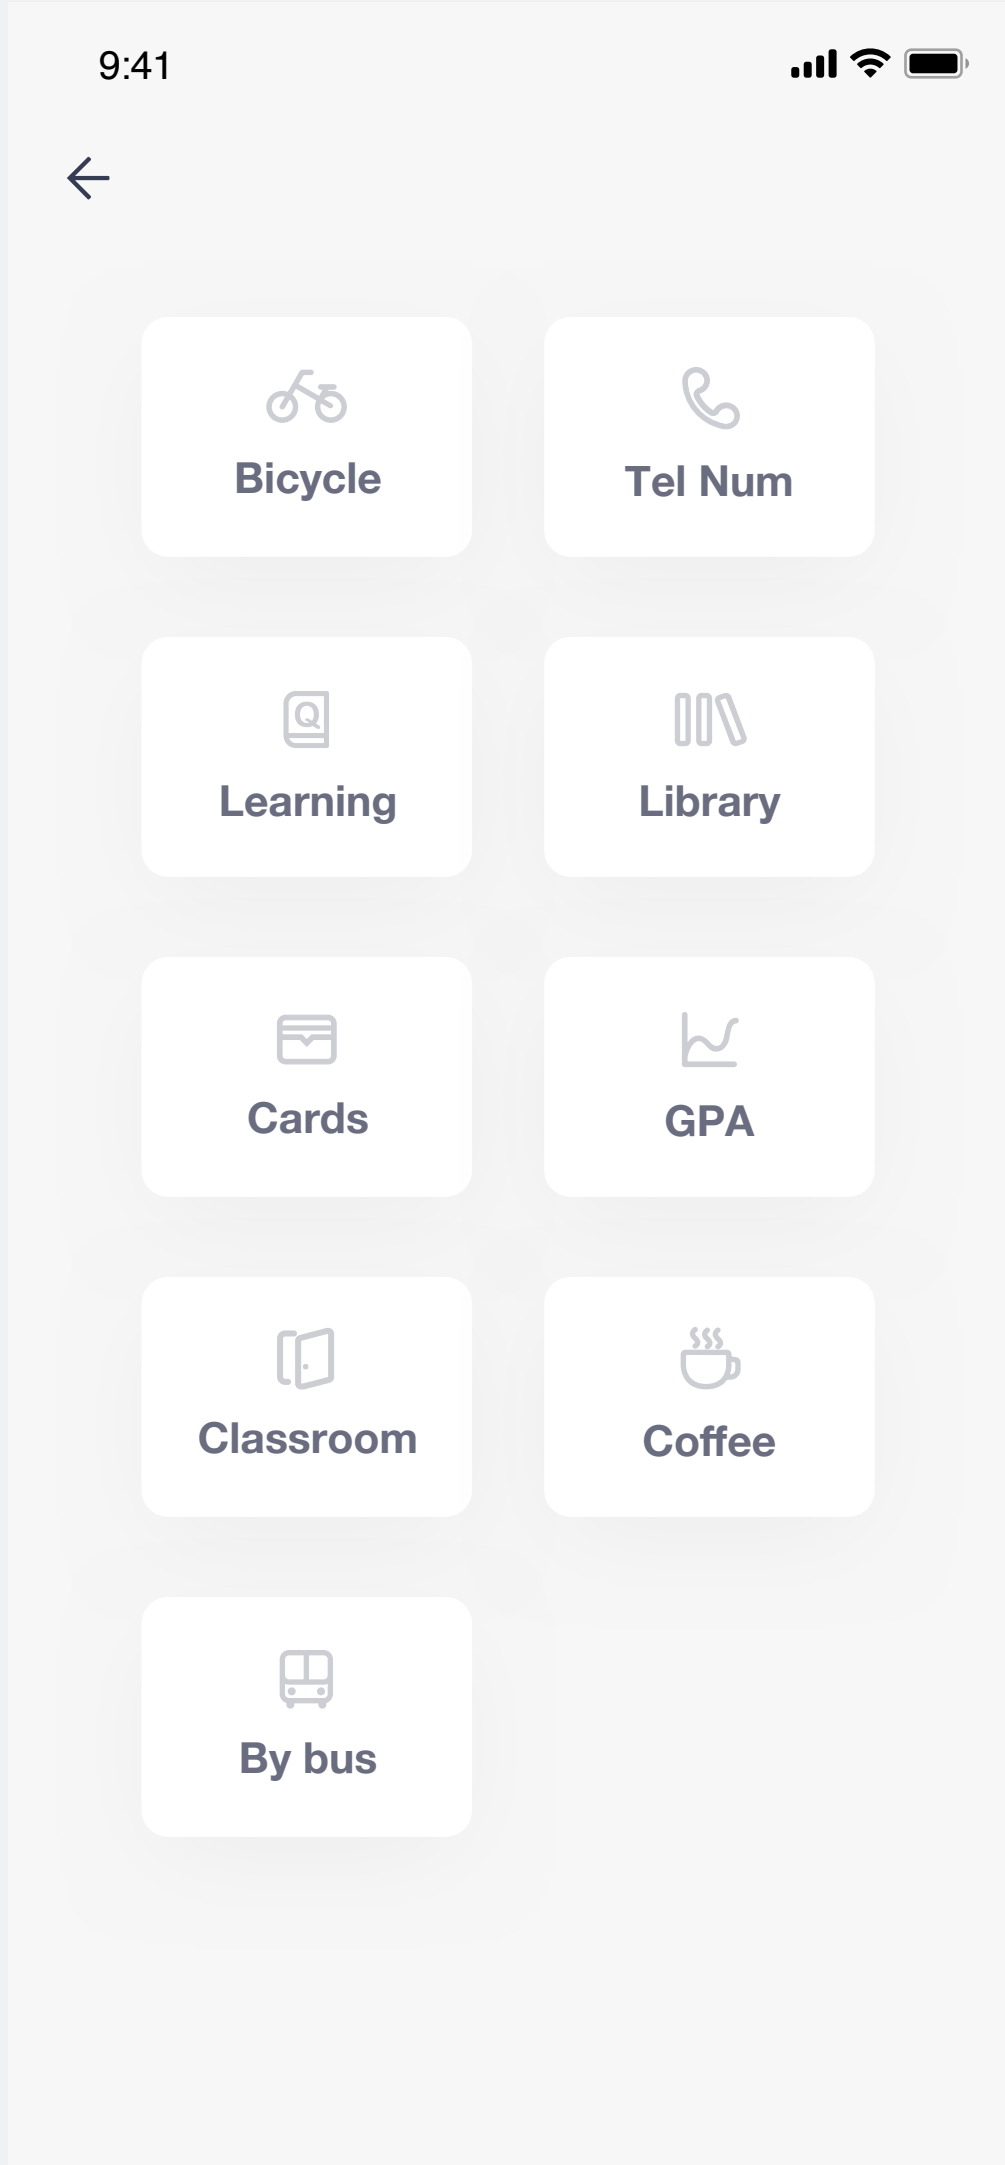 9:41
Bicycle
Tel Num
Q
Learning
Library
Cards
GPA
Classroom
Coffee
By bus